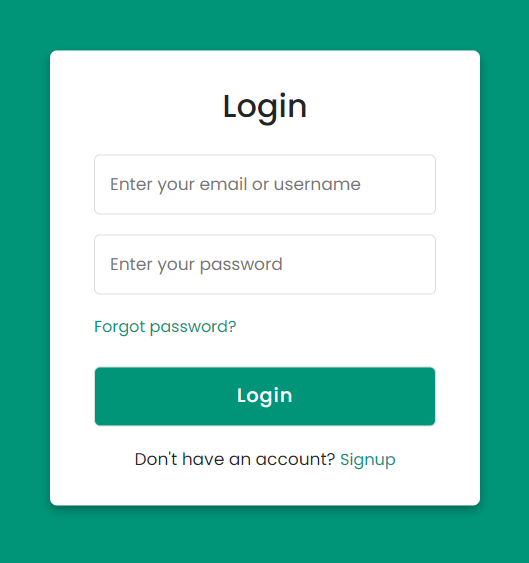 Login
Enter your email or username
Enter your password
Forgot password?
Login
Don't have an account? Signup